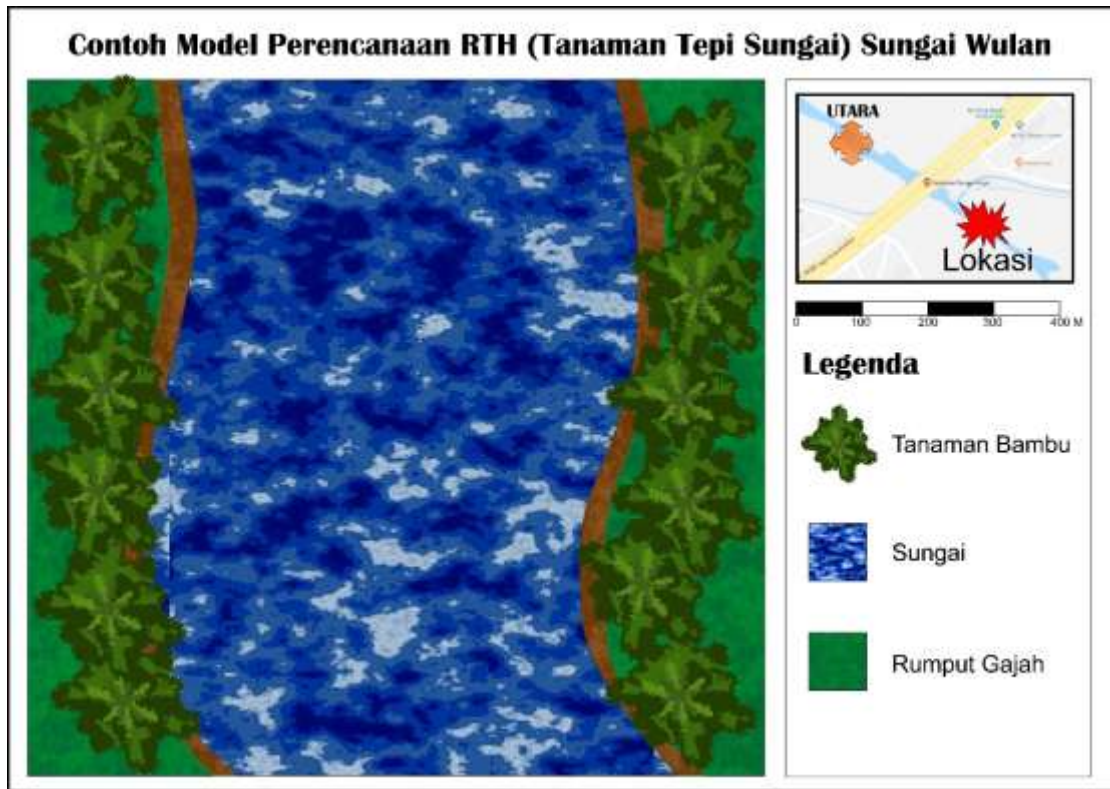 Contoh Model Perencanaan RTH (Tanaman Tepi Sungai) Sungai Wulan
UTARA
Lokasi
0 100 200 300 400 M
Legenda
Tanaman Bambu
Sungai
Rumput Gajah